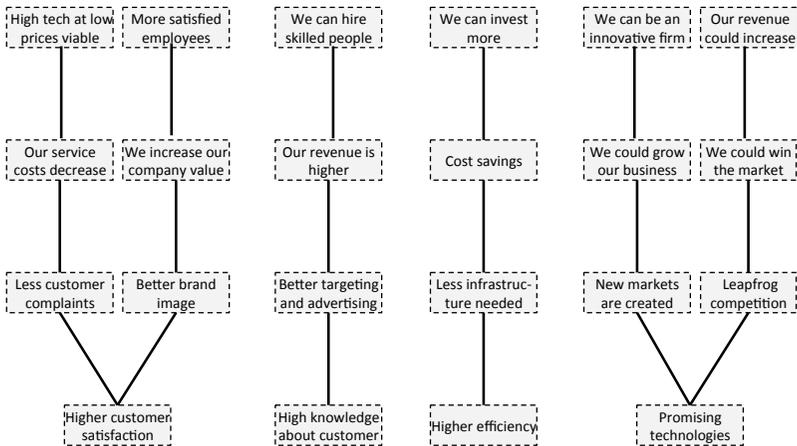 High tech at low
prices viable
More satisfied
employees
We can hire
skilled people
We can invest
more
We can be an
innovative firm
Our revenue
could increase
Our service
costs decrease
We increase our
company value
Our revenue is
higher
Cost savings
We could grow
our business
We could win
the market
Less customer
complaints
Better brand
image
Better targeting
and advertising
Less infrastruc-
ture needed
New markets
are created
Leapfrog
competition
Higher customer
satisfaction
High knowledge
about customer
Higher efficiency
Promising
technologies